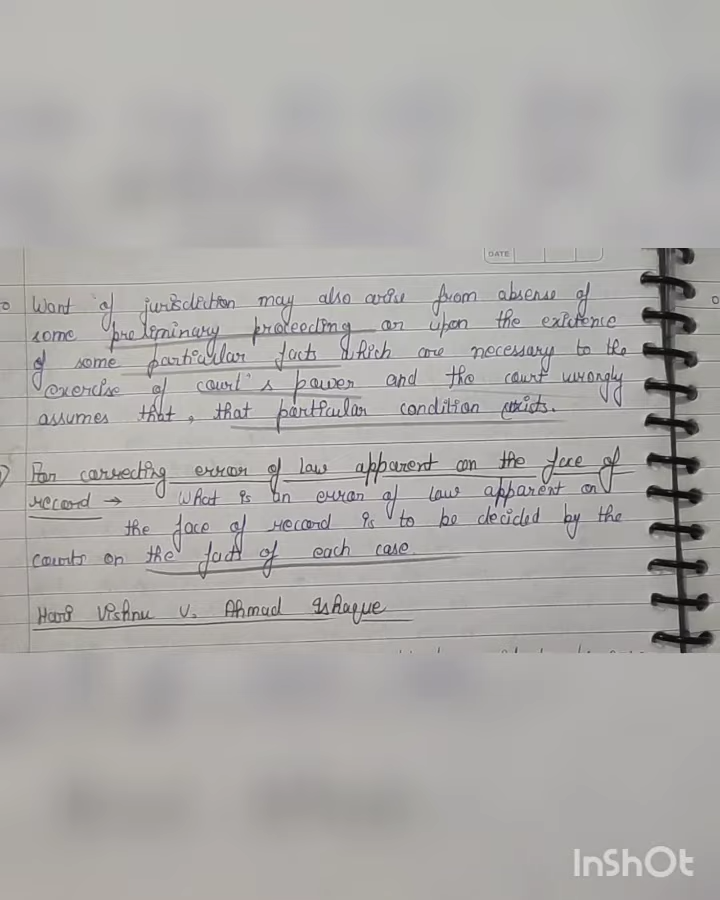 DATE
Want of jurisdiction may also arise from absense of
some preliminary proceeding or upon the existence
of some particular facts which are necessary to the
exercise of court's power and the court wrongly
assumes that, that particular condition exists.
For correcting error of law apparent on the face of
record → What is an error of law apparent on
the face of record is to be decided by the
courts on the facts of each case.
Hari Vishnu V. Ahmad Ishaque
InShOt